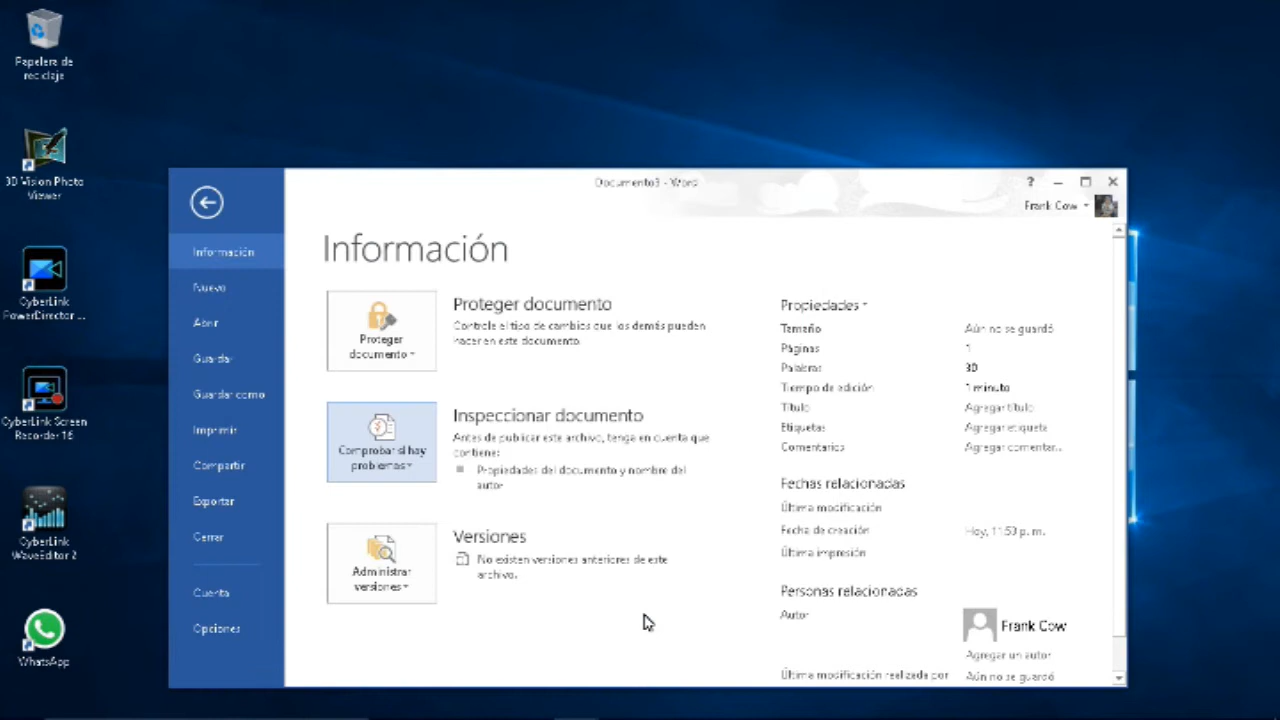 Papelera de
reciclaje
3D Vision Photo
Viewer
CyberLink
PowerDirector ...
CyberLink Screen
Recorder 16
CyberLink
WaveEditor 2
WhatsApp
Documento3 - Word
?
Frank Cow
Información
Nuevo
Abrir
Guardar
Guardar como
Imprimir
Compartir
Exportar
Cerrar
Cuenta
Opciones
Información
Proteger
documento
Proteger documento
Controle el tipo de cambios que los demás pueden
hacer en este documento.
Comprobar si hay
problemas
Inspeccionar documento
Antes de publicar este archivo, tenga en cuenta que
contiene:
Propiedades del documento y nombre del
autor
Administrar
versiones
Versiones
No existen versiones anteriores de este
archivo.
Propiedades
Tamaño Aún no se guardó
Páginas 1
Palabras 30
Tiempo de edición 1 minuto
Título Agregar título
Etiquetas Agregar etiqueta
Comentarios Agregar comentar...
Fechas relacionadas
Última modificación
Fecha de creación Hoy, 11:53 p. m.
Última impresión
Personas relacionadas
Autor Frank Cow
Agregar un autor
Última modificación realizada por Aún no se guardó